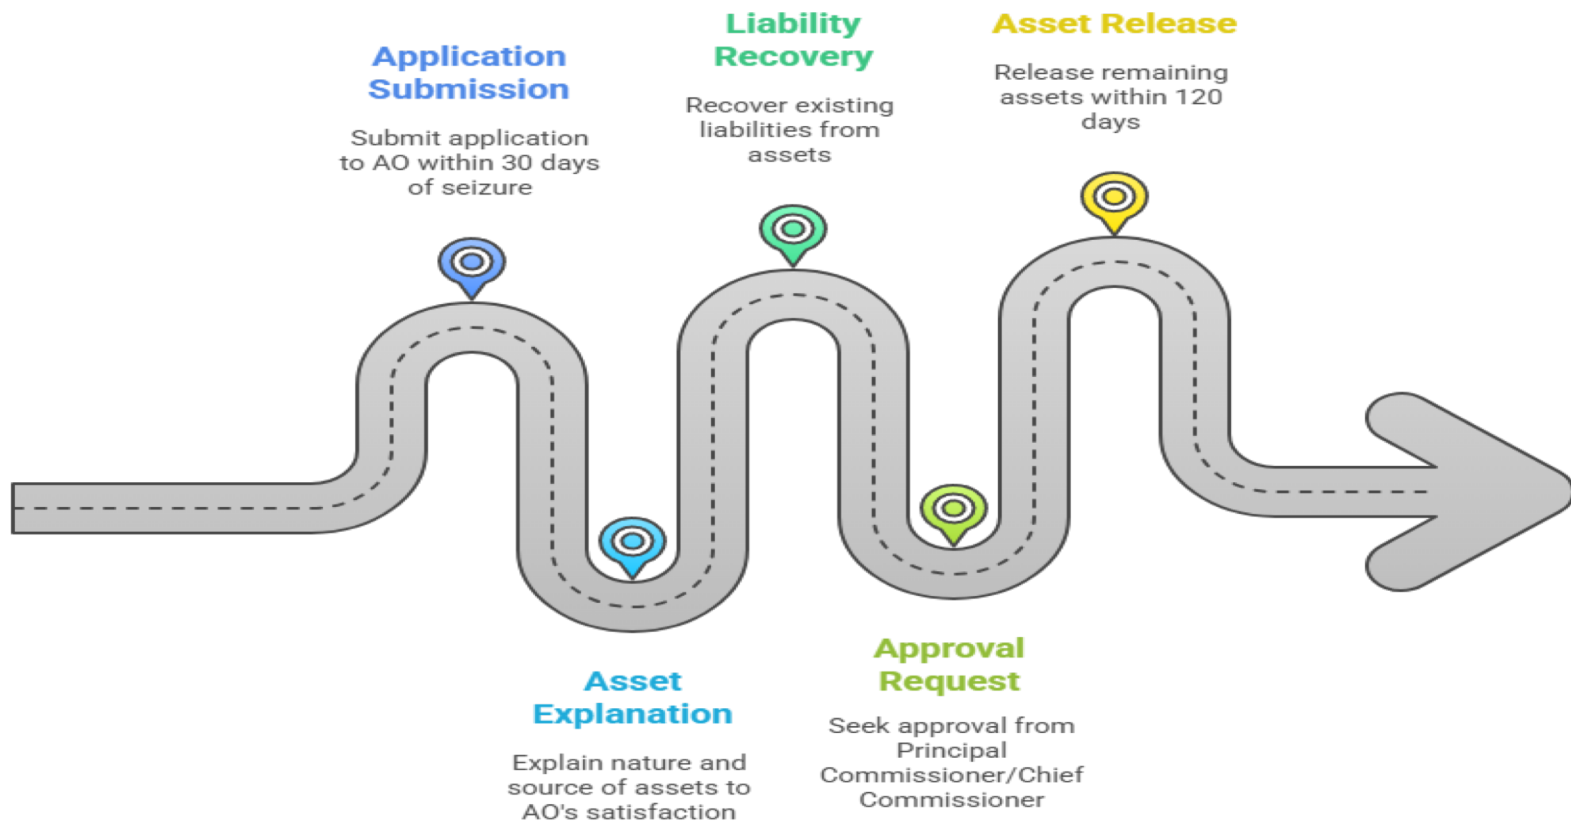 Application
Submission
Submit application
to AO within 30 days
of seizure
Asset
Explanation
Explain nature and
source of assets to
AO's satisfaction
Liability
Recovery
Recover existing
liabilities from
assets
Approval
Request
Seek approval from
Principal
Commissioner/Chief
Commissioner
Asset Release
Release remaining
assets within 120
days